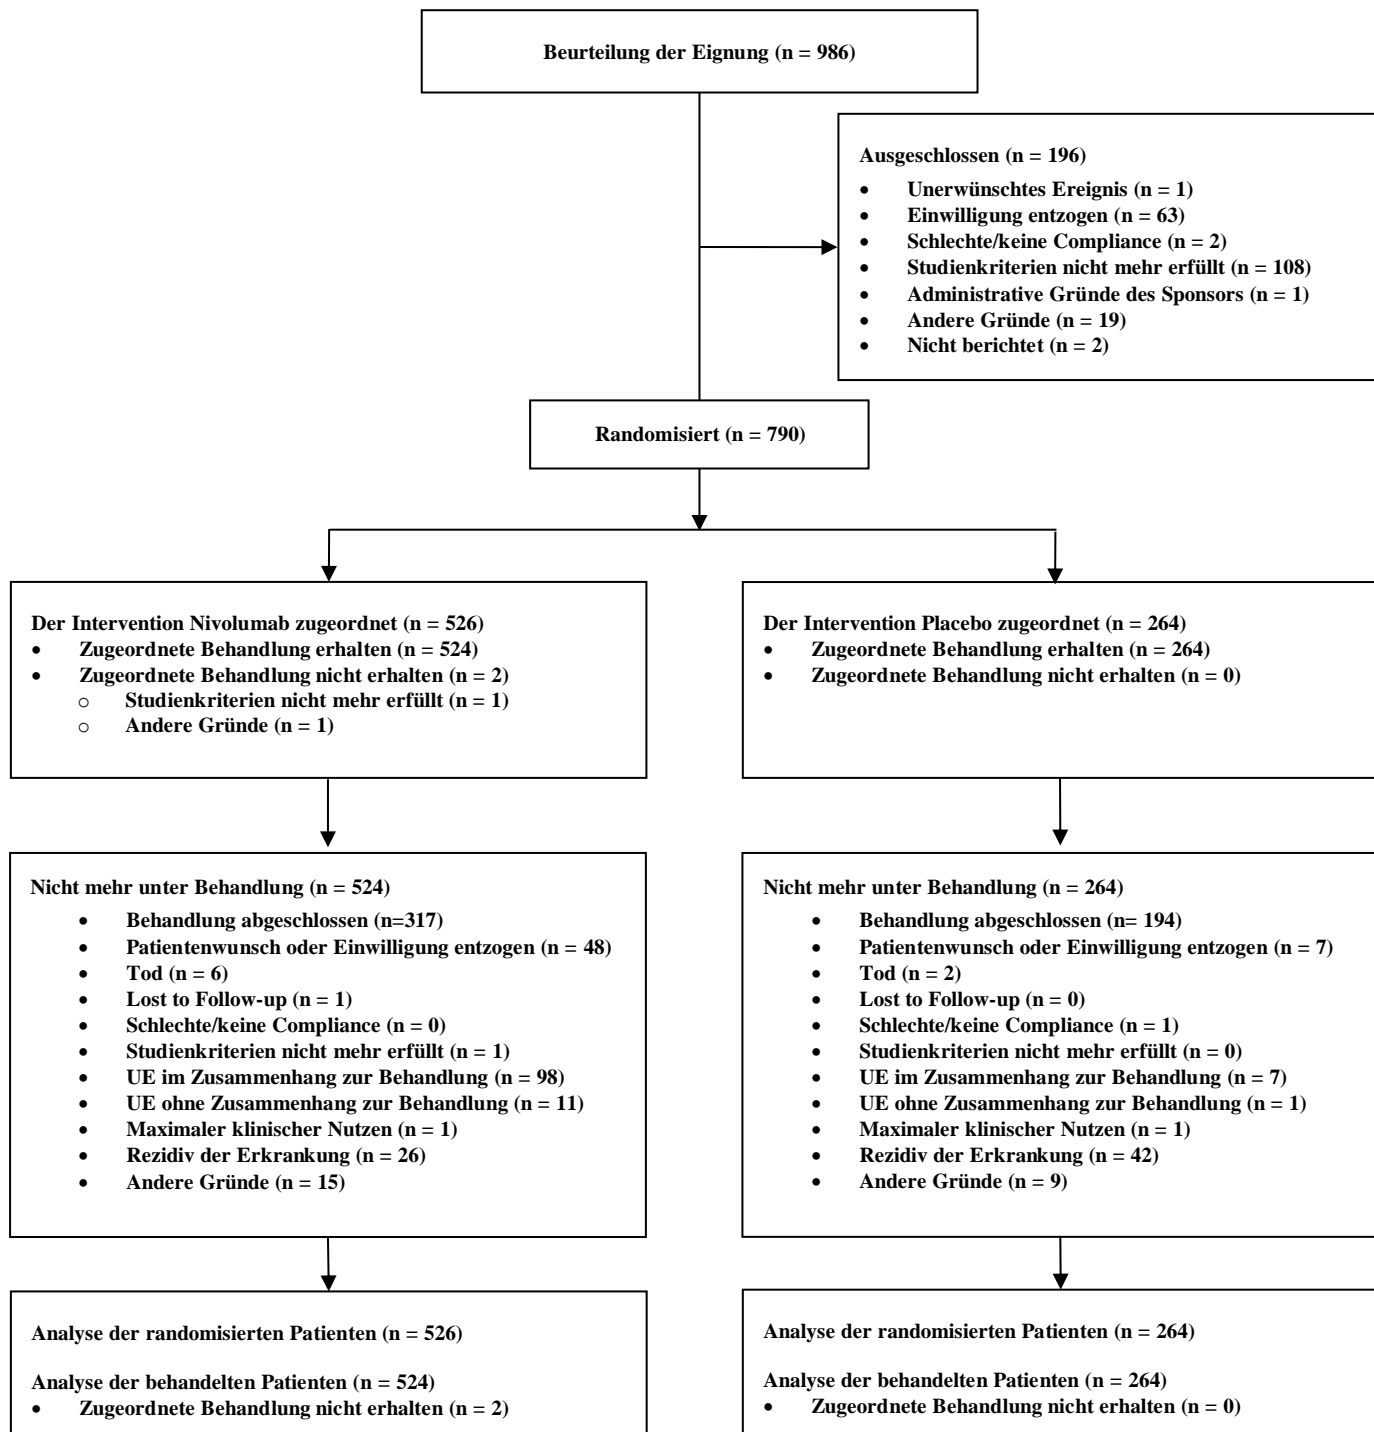 Beurteilung der Eignung (n = 986)
Ausgeschlossen (n = 196)
• Unerwünschtes Ereignis (n = 1)
• Einwilligung entzogen (n = 63)
• Schlechte/keine Compliance (n = 2)
• Studienkriterien nicht mehr erfüllt (n = 108)
• Administrative Gründe des Sponsors (n = 1)
• Andere Gründe (n = 19)
• Nicht berichtet (n = 2)
Randomisiert (n = 790)
Der Intervention Nivolumab zugeordnet (n = 526)
• Zugeordnete Behandlung erhalten (n = 524)
• Zugeordnete Behandlung nicht erhalten (n = 2)
o Studienkriterien nicht mehr erfüllt (n = 1)
o Andere Gründe (n = 1)
Der Intervention Placebo zugeordnet (n = 264)
• Zugeordnete Behandlung erhalten (n = 264)
• Zugeordnete Behandlung nicht erhalten (n = 0)
Nicht mehr unter Behandlung (n = 524)
• Behandlung abgeschlossen (n=317)
• Patientenwunsch oder Einwilligung entzogen (n = 48)
• Tod (n = 6)
• Lost to Follow-up (n = 1)
• Schlechte/keine Compliance (n = 0)
• Studienkriterien nicht mehr erfüllt (n = 1)
• UE im Zusammenhang zur Behandlung (n = 98)
• UE ohne Zusammenhang zur Behandlung (n = 11)
• Maximaler klinischer Nutzen (n = 1)
• Rezidiv der Erkrankung (n = 26)
• Andere Gründe (n = 15)
Nicht mehr unter Behandlung (n = 264)
• Behandlung abgeschlossen (n= 194)
• Patientenwunsch oder Einwilligung entzogen (n = 7)
• Tod (n = 2)
• Lost to Follow-up (n = 0)
• Schlechte/keine Compliance (n = 1)
• Studienkriterien nicht mehr erfüllt (n = 0)
• UE im Zusammenhang zur Behandlung (n = 7)
• UE ohne Zusammenhang zur Behandlung (n = 1)
• Maximaler klinischer Nutzen (n = 1)
• Rezidiv der Erkrankung (n = 42)
• Andere Gründe (n = 9)
Analyse der randomisierten Patienten (n = 526)
Analyse der behandelten Patienten (n = 524)
• Zugeordnete Behandlung nicht erhalten (n = 2)
Analyse der randomisierten Patienten (n = 264)
Analyse der behandelten Patienten (n = 264)
• Zugeordnete Behandlung nicht erhalten (n = 0)